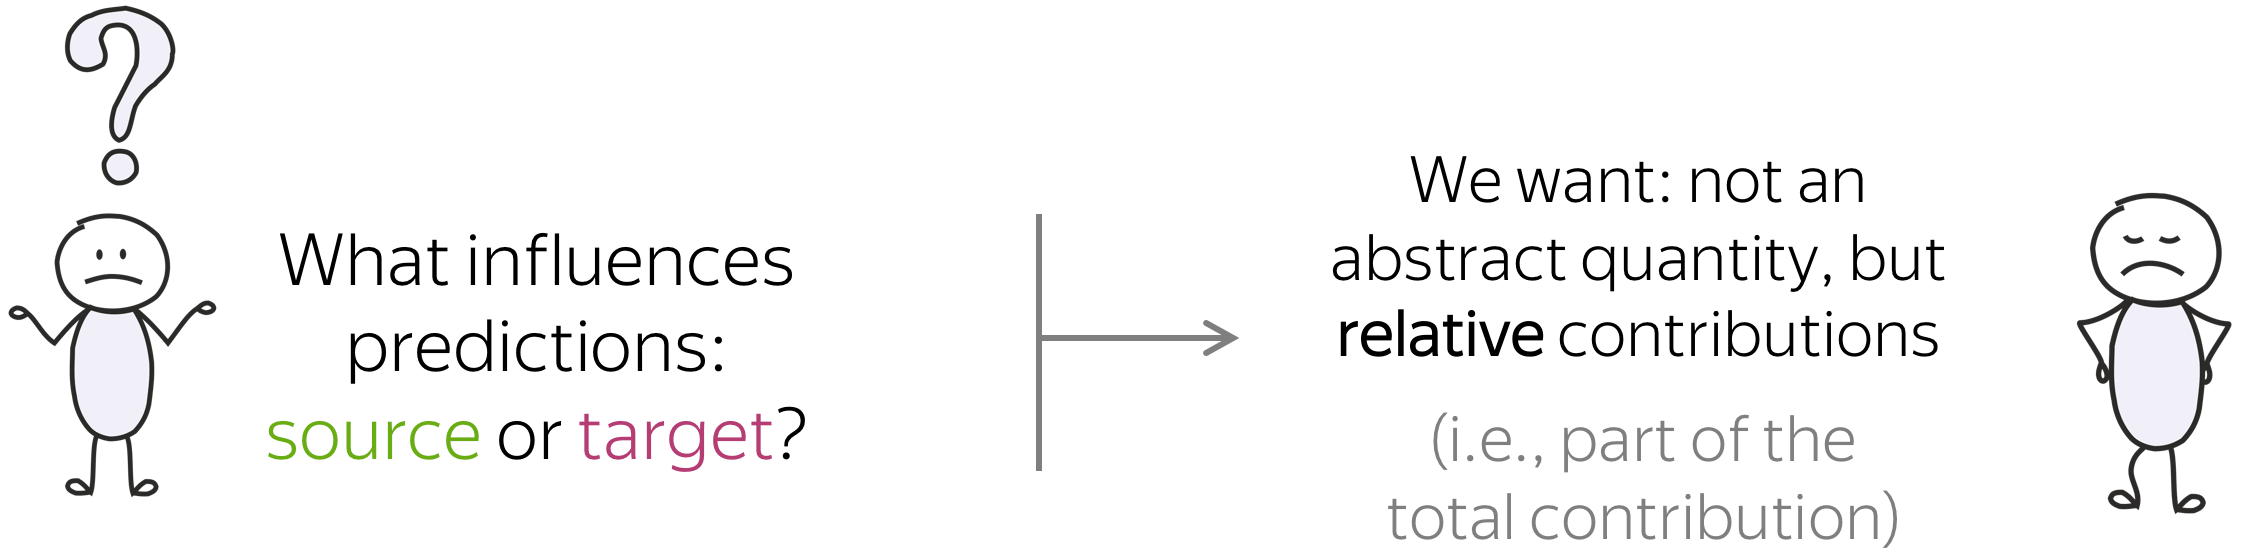 What influences
predictions:
source or target?
We want: not an
abstract quantity, but
relative contributions
(i.e., part of the
total contribution)